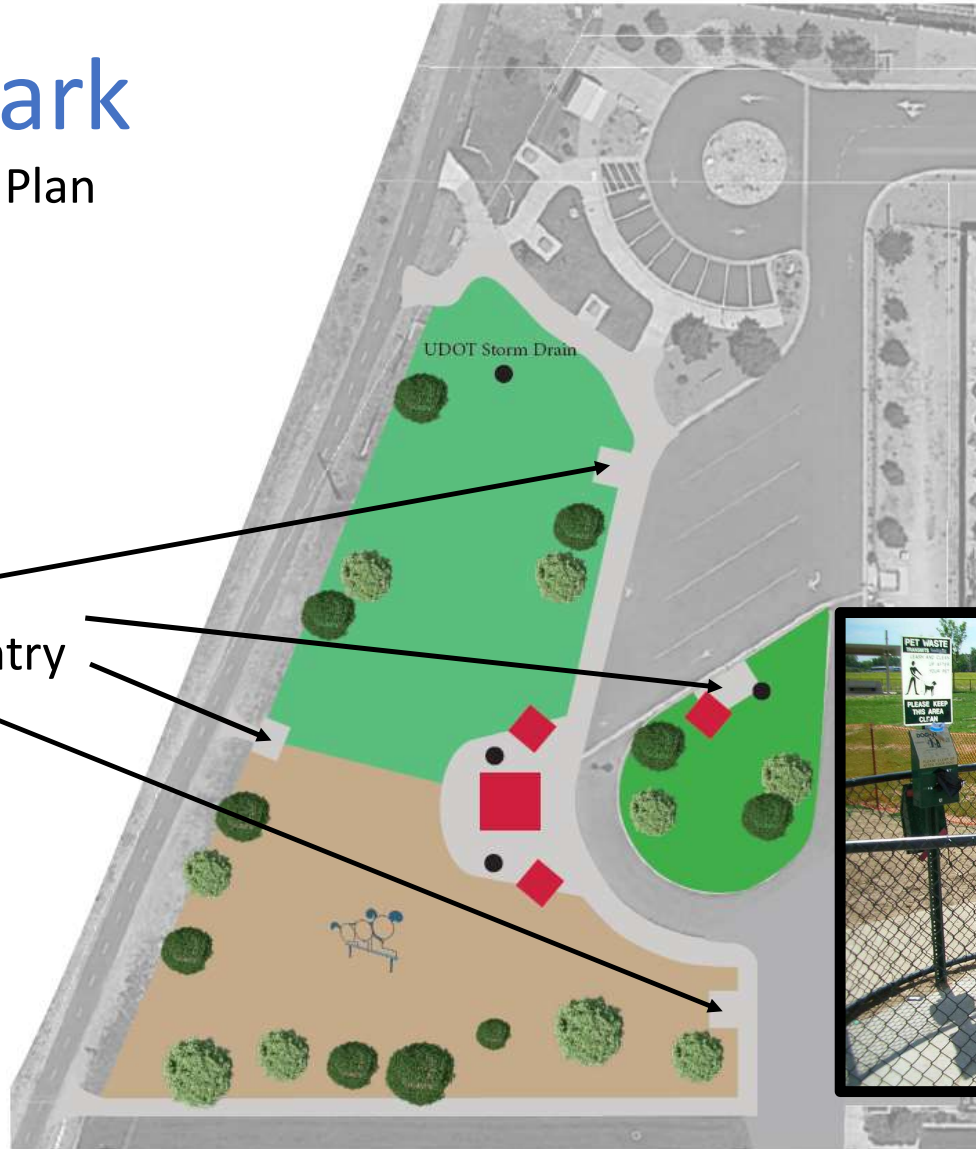 ark
Plan
UDOT Storm Drain
ntry
PET WASTE
PLEASE KEEP
THIS AREA
CLEAN